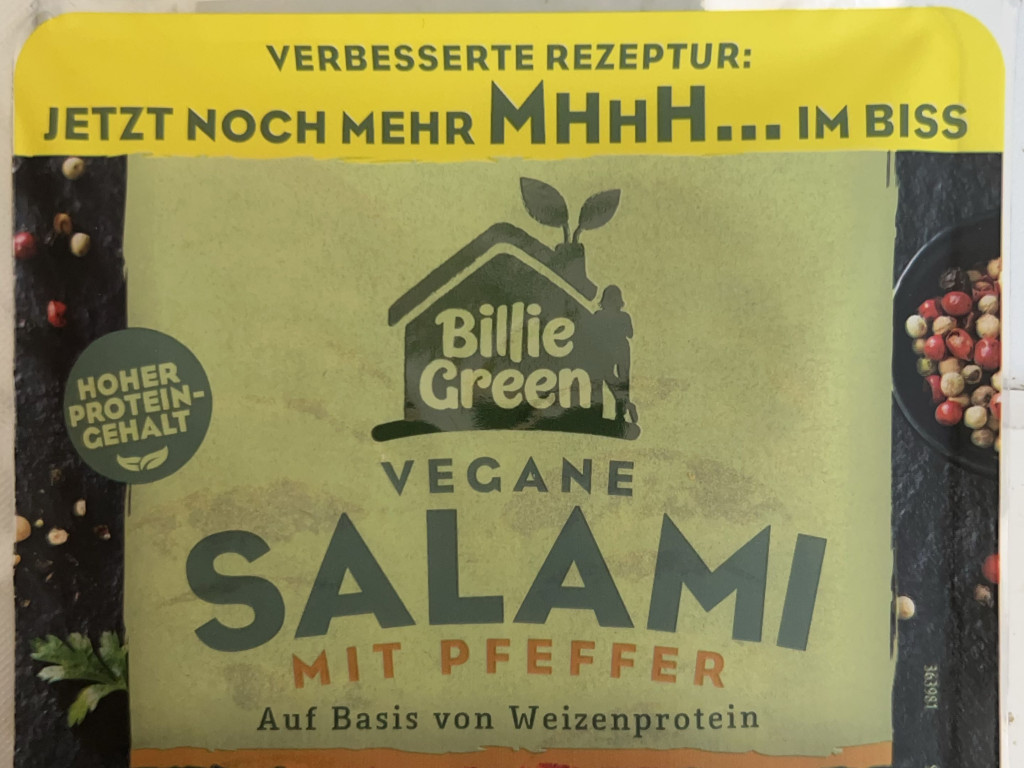 VERBESSERTE REZEPTUR:
JETZT NOCH MEHR MHHH... IM BISS
Billie
Green
HOHER
PROTEIN-
GEHALT
VEGANE
SALAMI
MIT PFEFFER
Auf Basis von Weizenprotein